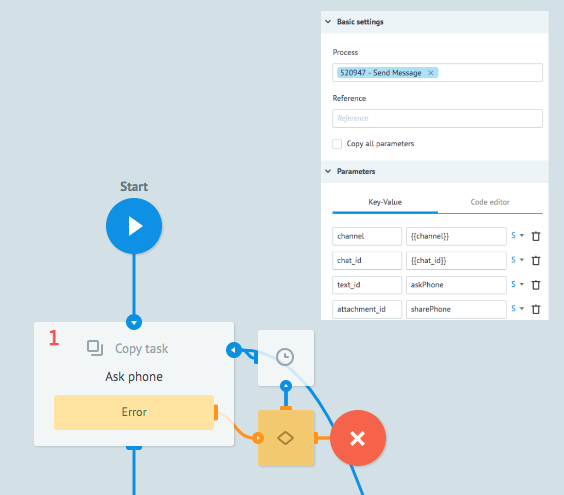 Basic settings
Process
520947 - Send Message ×
Reference
Reference
Copy all parameters
Parameters
Key-Value Code editor
channel {{channel}} S
chat_id {{chat_id}} S
text_id askPhone S
attachment_id sharePhone S
Start
1 Copy task
Ask phone
Error